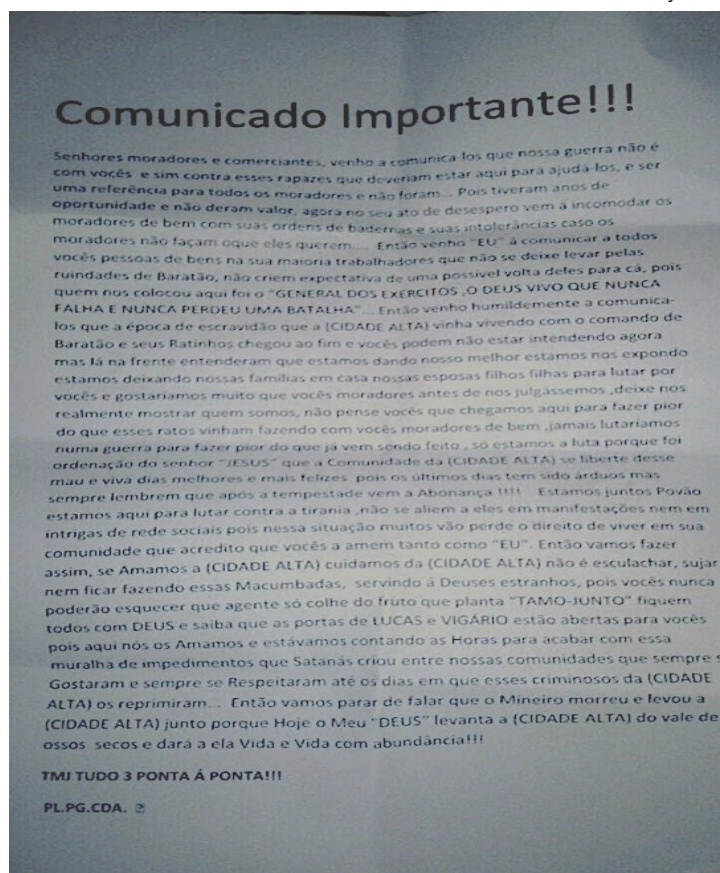 Comunicado Importante!!!
Senhores moradores e comerciantes, venho a comunica-los que nossa guerra não é
com vocês e sim contra esses rapazes que deveriam estar aqui para ajudá-los, e ser
uma referência para todos os moradores e não foram... Pois tiveram anos de
oportunidade e não deram valor, agora no seu ato de desespero vem á incomodar os
moradores de bem com suas ordens de badernas e suas intolerâncias caso os
moradores não façam oque eles querem.... Então venho "EU" á comunicar a todos
vocês pessoas de bens na sua maioria trabalhadores que não se deixe levar pelas
ruindades de Baratão, não criem expectativa de uma possível volta deles para cá, pois
quem nos colocou aqui foi o "GENERAL DOS EXÉRCITOS ,O DEUS VIVO QUE NUNCA
FALHA E NUNCA PERDEU UMA BATALHA"... Então venho humildemente a comunica-
los que a época de escravidão que a (CIDADE ALTA) vinha vivendo com o comando de
Baratão e seus Ratinhos chegou ao fim e vocês podem não estar intendendo agora
mas lá na frente entenderam que estamos dando nosso melhor estamos nos expondo
estamos deixando nossas famílias em casa nossas esposas filhos filhas para lutar por
vocês e gostaríamos muito que vocês moradores antes de nos julgássemos ,deixe nos
realmente mostrar quem somos, não pense vocês que chegamos aqui para fazer pior
do que esses ratos vinham fazendo com vocês moradores de bem ,jamais lutaríamos
numa guerra para fazer pior do que já vem sendo feito , só estamos a luta porque foi
ordenação do senhor "JESUS" que a Comunidade da (CIDADE ALTA) se liberte desse
mau e viva dias melhores e mais felizes pois os últimos dias tem sido árduos mas
sempre lembrem que após a tempestade vem a Abonança !!!! Estamos juntos Povão
estamos aqui para lutar contra a tirania ,não se aliem a eles em manifestações nem em
intrigas de rede sociais pois nessa situação muitos vão perde o direito de viver em sua
comunidade que acredito que vocês a amem tanto como "EU". Então vamos fazer
assim, se Amamos a (CIDADE ALTA) cuidamos da (CIDADE ALTA) não é esculachar, sujar
nem ficar fazendo essas Macumbadas, servindo á Deuses estranhos, pois vocês nunca
poderão esquecer que agente só colhe do fruto que planta "TAMO-JUNTO" fiquem
todos com DEUS e saiba que as portas de LUCAS e VIGÁRIO estão abertas para vocês
pois aqui nós os Amamos e estávamos contando as Horas para acabar com essa
muralha de impedimentos que Satanás criou entre nossas comunidades que sempre s
Gostaram e sempre se Respeitaram até os dias em que esses criminosos da (CIDADE
ALTA) os reprimiram... Então vamos parar de falar que o Mineiro morreu e levou a
(CIDADE ALTA) junto porque Hoje o Meu "DEUS" levanta a (CIDADE ALTA) do vale de
ossos secos e dará a ela Vida e Vida com abundância!!!
TMJ TUDO 3 PONTA Á PONTA!!!
PL.PG.CDA.